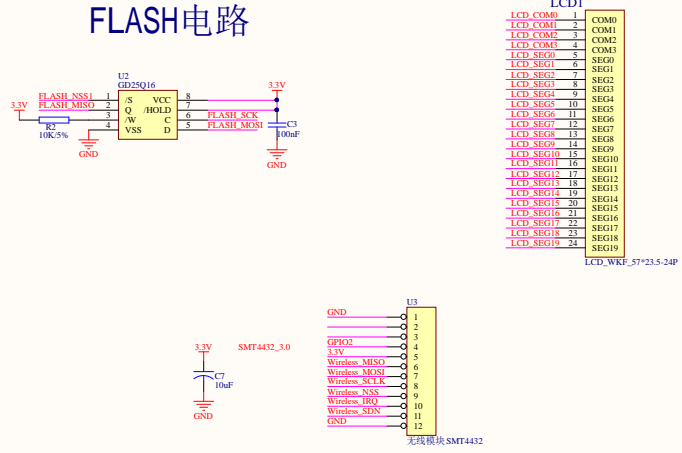 FLASH电路
U2
GD25Q16
FLASH_NSS1 1 /S VCC 8
FLASH_MISO 2 Q /HOLD 7
3 /W C 6 FLASH_SCK
4 VSS D 5 FLASH_MOSI
3.3V
R2
10K/5%
GND
3.3V
C3
100nF
GND
LCD1
LCD_COM0 1 COM0
LCD_COM1 2 COM1
LCD_COM2 3 COM2
LCD_COM3 4 COM3
LCD_SEG0 5 SEG0
LCD_SEG1 6 SEG1
LCD_SEG2 7 SEG2
LCD_SEG3 8 SEG3
LCD_SEG4 9 SEG4
LCD_SEG5 10 SEG5
LCD_SEG6 11 SEG6
LCD_SEG7 12 SEG7
LCD_SEG8 13 SEG8
LCD_SEG9 14 SEG9
LCD_SEG10 15 SEG10
LCD_SEG11 16 SEG11
LCD_SEG12 17 SEG12
LCD_SEG13 18 SEG13
LCD_SEG14 19 SEG14
LCD_SEG15 20 SEG15
LCD_SEG16 21 SEG16
LCD_SEG17 22 SEG17
LCD_SEG18 23 SEG18
LCD_SEG19 24 SEG19
LCD_WKF_57*23.5-24P
3.3V
SMT4432_3.0
C7
10uF
GND
U3
GND 1
2
3
GPIO2 4
3.3V 5
Wireless_MISO 6
Wireless_MOSI 7
Wireless_SCLK 8
Wireless_NSS 9
Wireless_IRQ 10
Wireless_SDN 11
GND 12
无线模块SMT4432